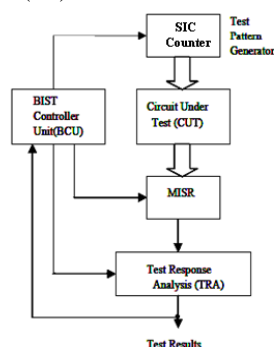 SIC
Counter
Test
Pattern
Generator
BIST
Controller
Unit(BCU)
Circuit Under
Test (CUT)
MISR
Test Response
Analysis (TRA)
Test Results